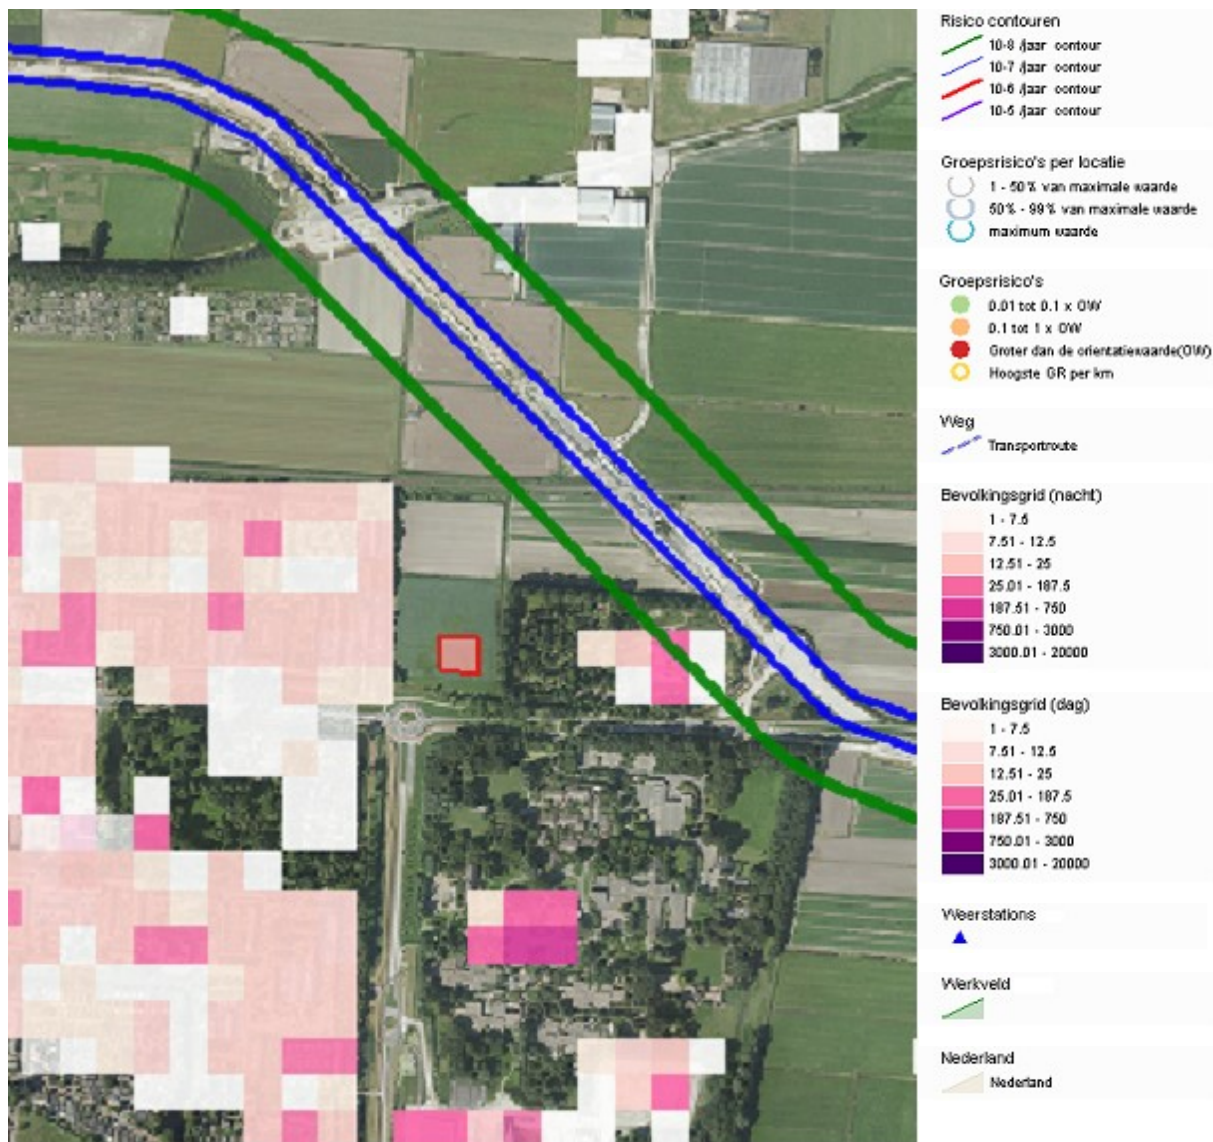 Risico contouren
10-8 /jaar contour
10-7 /jaar contour
10-6 /jaar contour
10-5 /jaar contour
Groepsrisico's per locatie
1 - 50% van maximale waarde
50% - 99% van maximale waarde
maximum waarde
Groepsrisico's
0.01 tot 0.1 x OW
0.1 tot 1 x OW
Groter dan de orientatiewaarde(OW)
Hoogste GR per km
Weg
Transportroute
Bevolkingsgrid (nacht)
1 - 7.5
7.51 - 12.5
12.51 - 25
25.01 - 187.5
187.51 - 750
750.01 - 3000
3000.01 - 20000
Bevolkingsgrid (dag)
1 - 7.5
7.51 - 12.5
12.51 - 25
25.01 - 187.5
187.51 - 750
750.01 - 3000
3000.01 - 20000
Weerstations
Werkveld
Nederland
Nederland